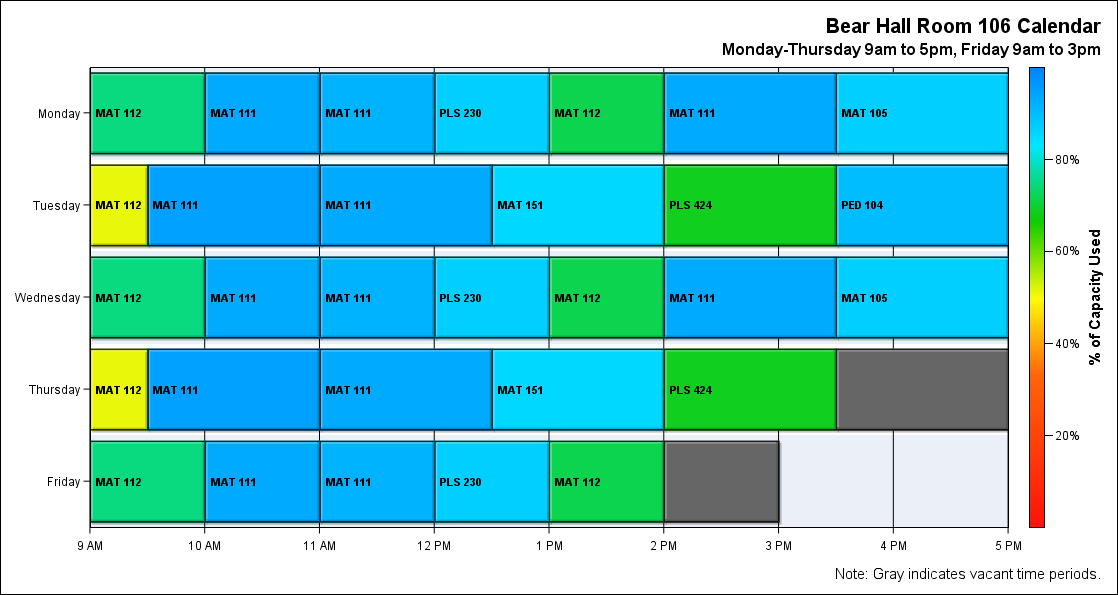 Bear Hall Room 106 Calendar
Monday-Thursday 9am to 5pm, Friday 9am to 3pm
Monday
MAT 112
MAT 111
MAT 111
PLS 230
MAT 112
MAT 111
MAT 105
Tuesday
MAT 112
MAT 111
MAT 111
MAT 151
PLS 424
PED 104
Wednesday
MAT 112
MAT 111
MAT 111
PLS 230
MAT 112
MAT 111
MAT 105
Thursday
MAT 112
MAT 111
MAT 111
MAT 151
PLS 424
Friday
MAT 112
MAT 111
MAT 111
PLS 230
MAT 112
9 AM
10 AM
11 AM
12 PM
1 PM
2 PM
3 PM
4 PM
5 PM
80%
60%
40%
20%
% of Capacity Used
Note: Gray indicates vacant time periods.